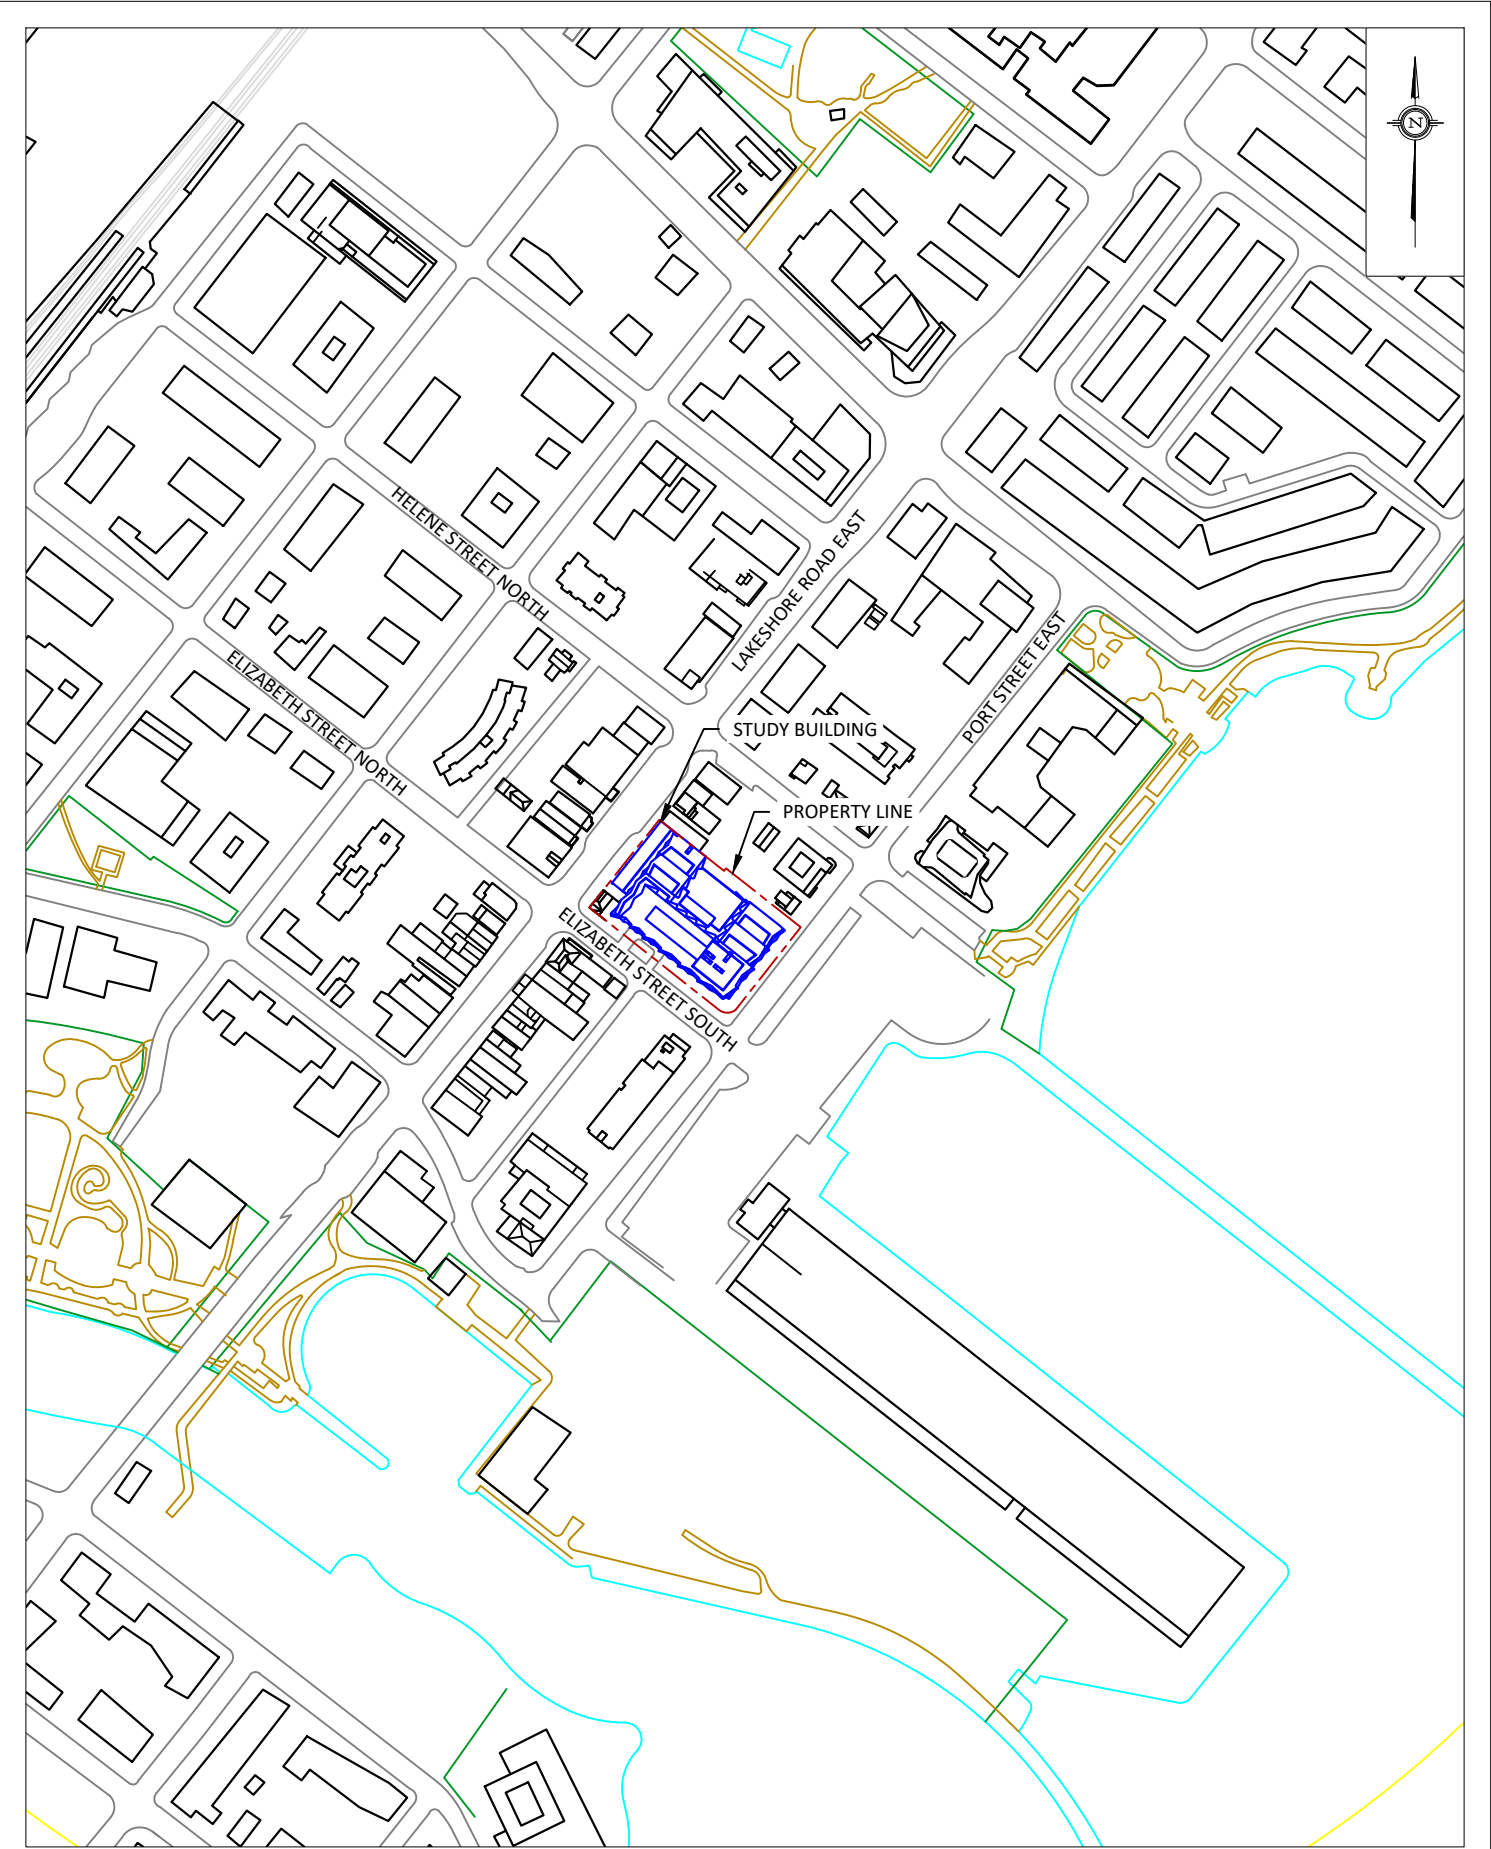 N
HELENE STREET NORTH
LAKESHORE ROAD EAST
ELIZABETH STREET NORTH
PORT STREET EAST
STUDY BUILDING
PROPERTY LINE
ELIZABETH STREET SOUTH